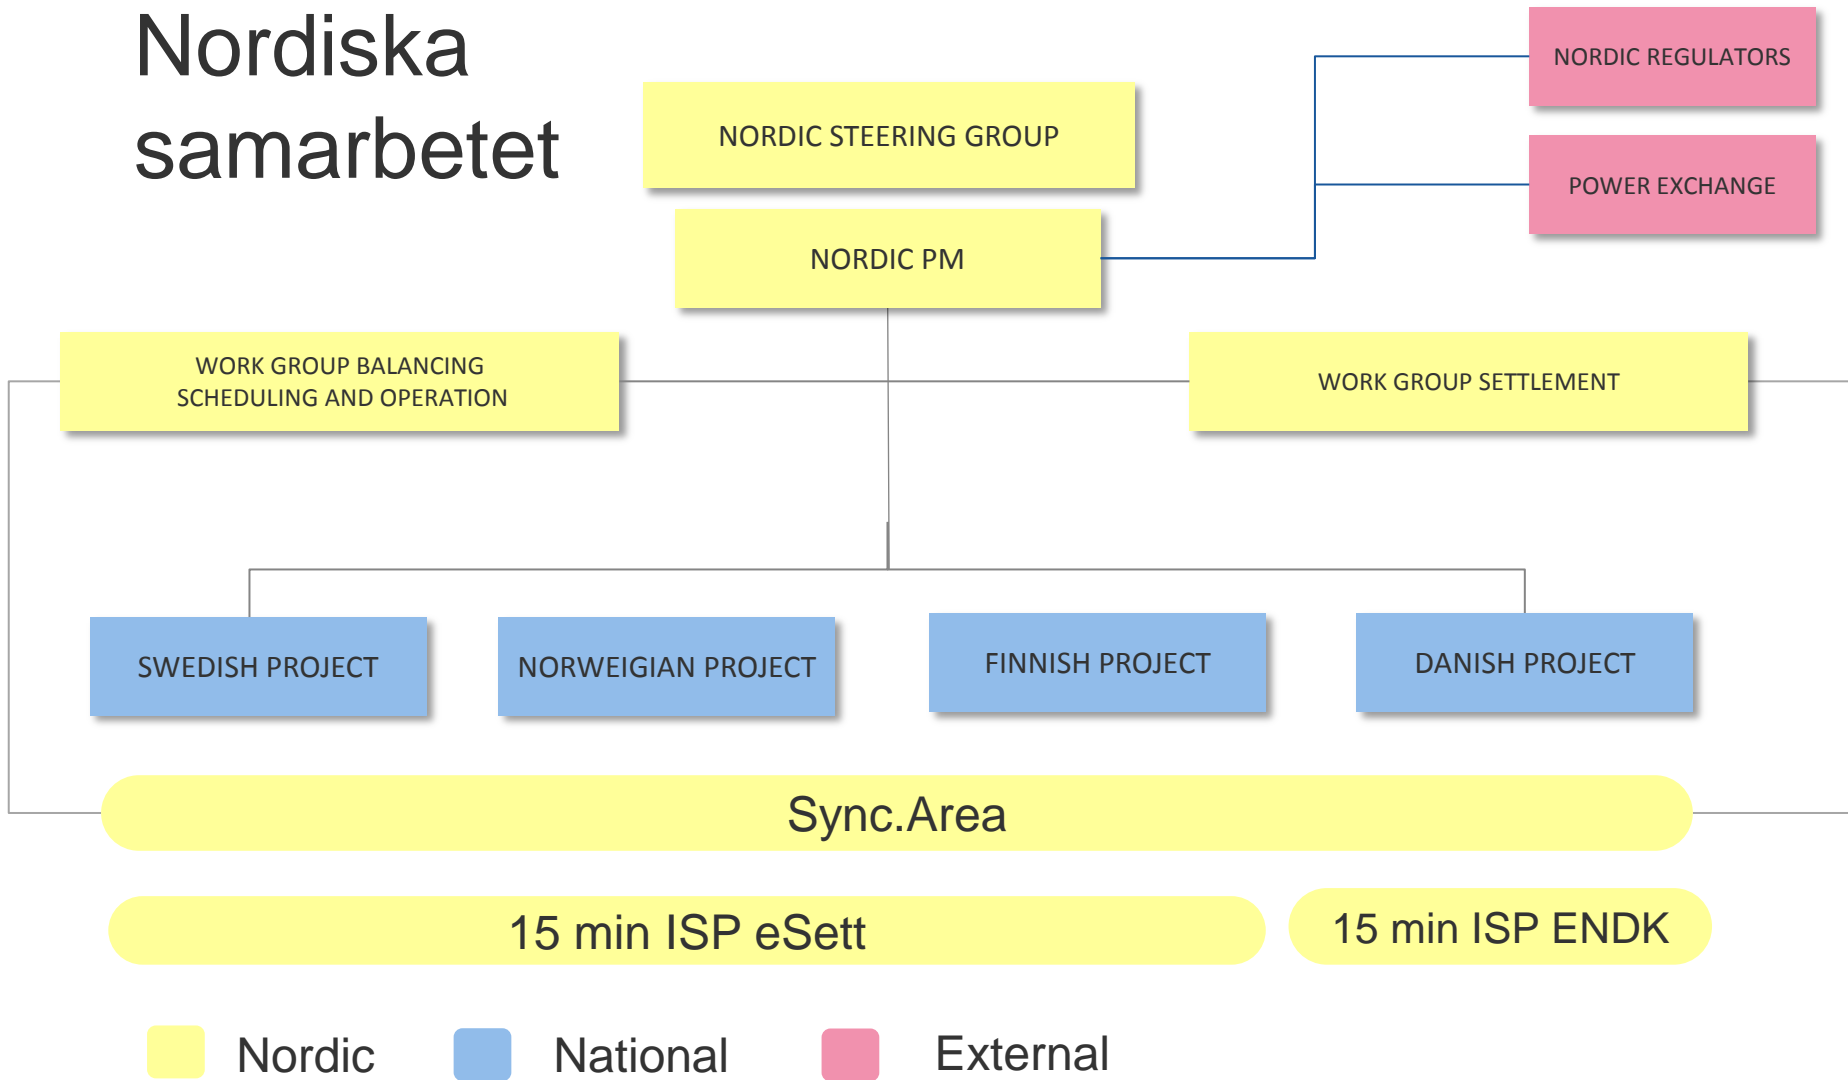 Nordiska
samarbetet
NORDIC REGULATORS
NORDIC STEERING GROUP
POWER EXCHANGE
NORDIC PM
WORK GROUP BALANCING
SCHEDULING AND OPERATION
WORK GROUP SETTLEMENT
SWEDISH PROJECT
NORWEIGIAN PROJECT
FINNISH PROJECT
DANISH PROJECT
Sync.Area
15 min ISP eSett
15 min ISP ENDK
Nordic
National
External